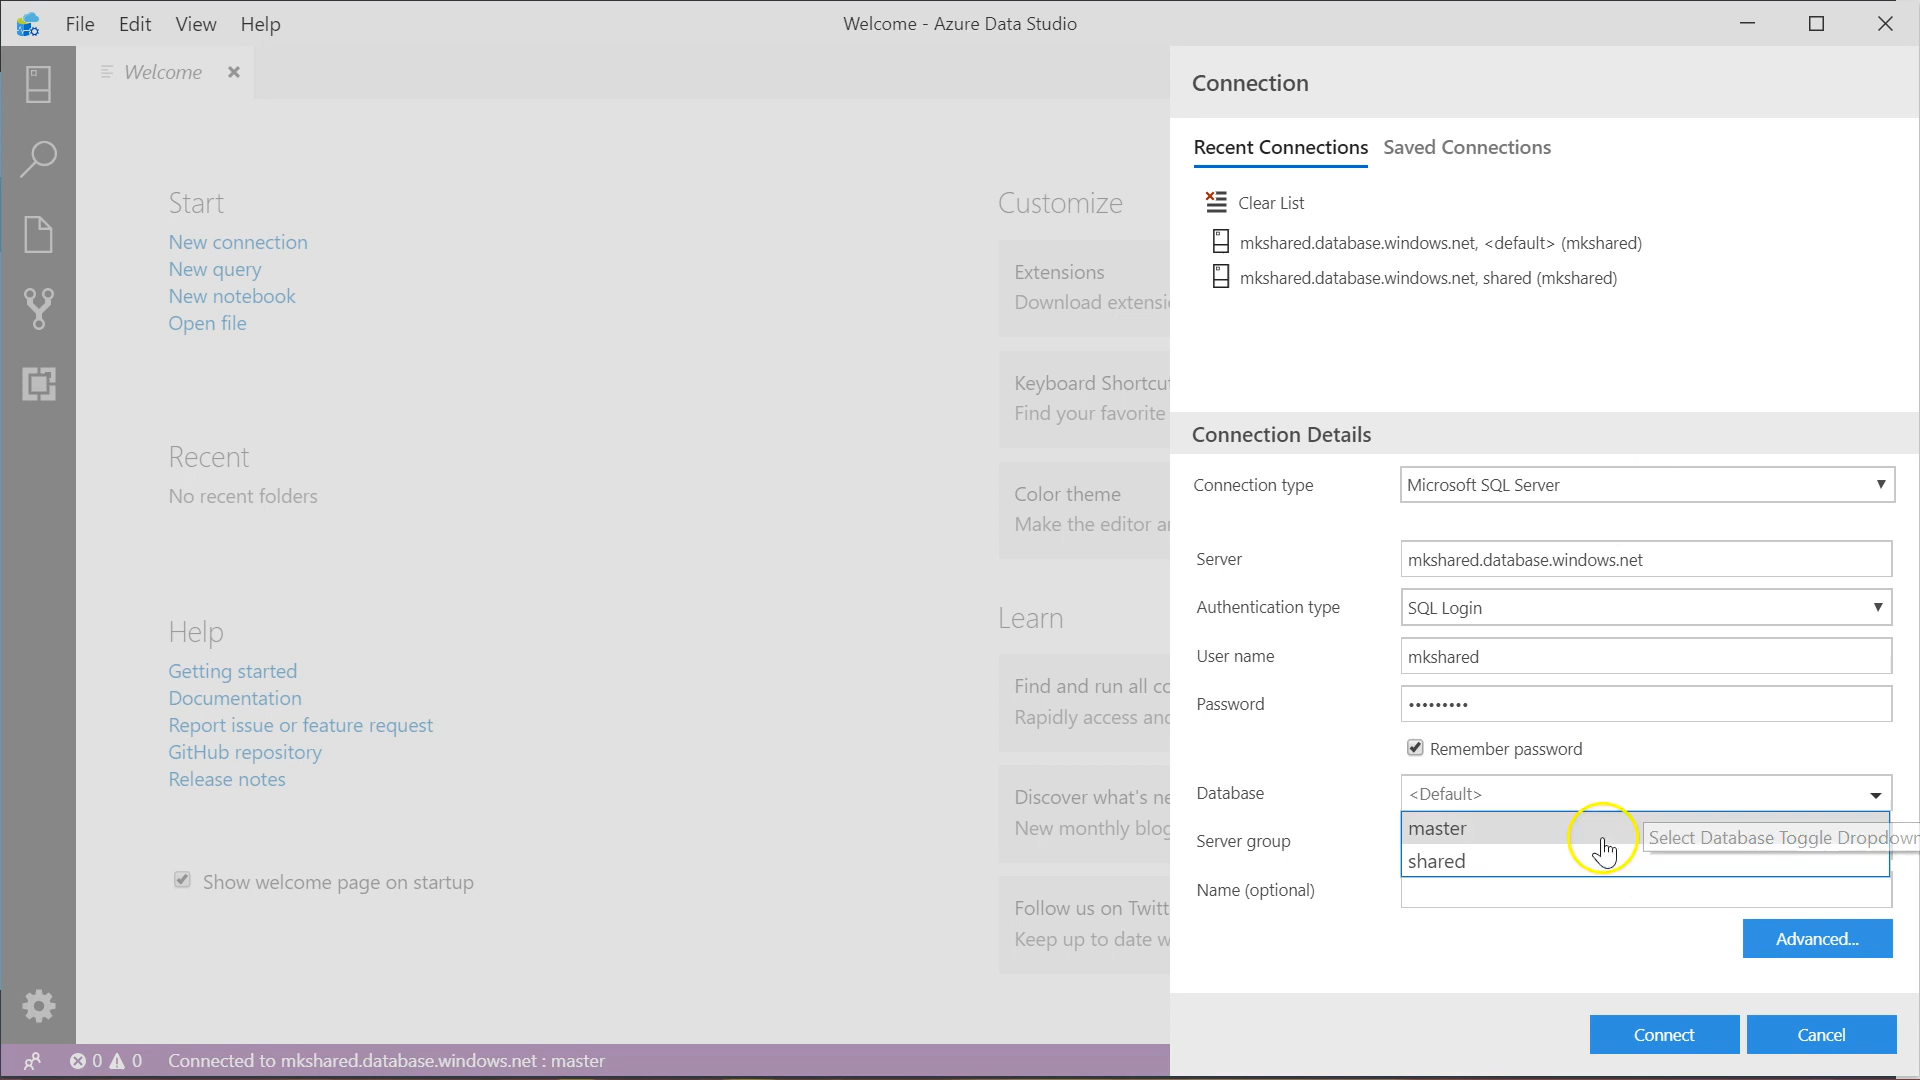 File Edit View Help
Welcome - Azure Data Studio
Welcome
Start
New connection
New query
New notebook
Open file
Recent
No recent folders
Help
Getting started
Documentation
Report issue or feature request
GitHub repository
Release notes
Show welcome page on startup
Customize
Extensions
Download extensi
Keyboard Shortcu
Find your favorite
Color theme
Make the editor a
Learn
Find and run all co
Rapidly access and
Discover what's ne
New monthly blog
Follow us on Twitt
Keep up to date w
Connection
Recent Connections Saved Connections
Clear List
mkshared.database.windows.net, <default> (mkshared)
mkshared.database.windows.net, shared (mkshared)
Connection Details
Connection type Microsoft SQL Server
Server mkshared.database.windows.net
Authentication type SQL Login
User name mkshared
Password •••••••••
Remember password
Database <Default>
master
Select Database Toggle Dropdown
Server group
shared
Name (optional)
Advanced...
Connect Cancel
0 0 Connected to mkshared.database.windows.net : master